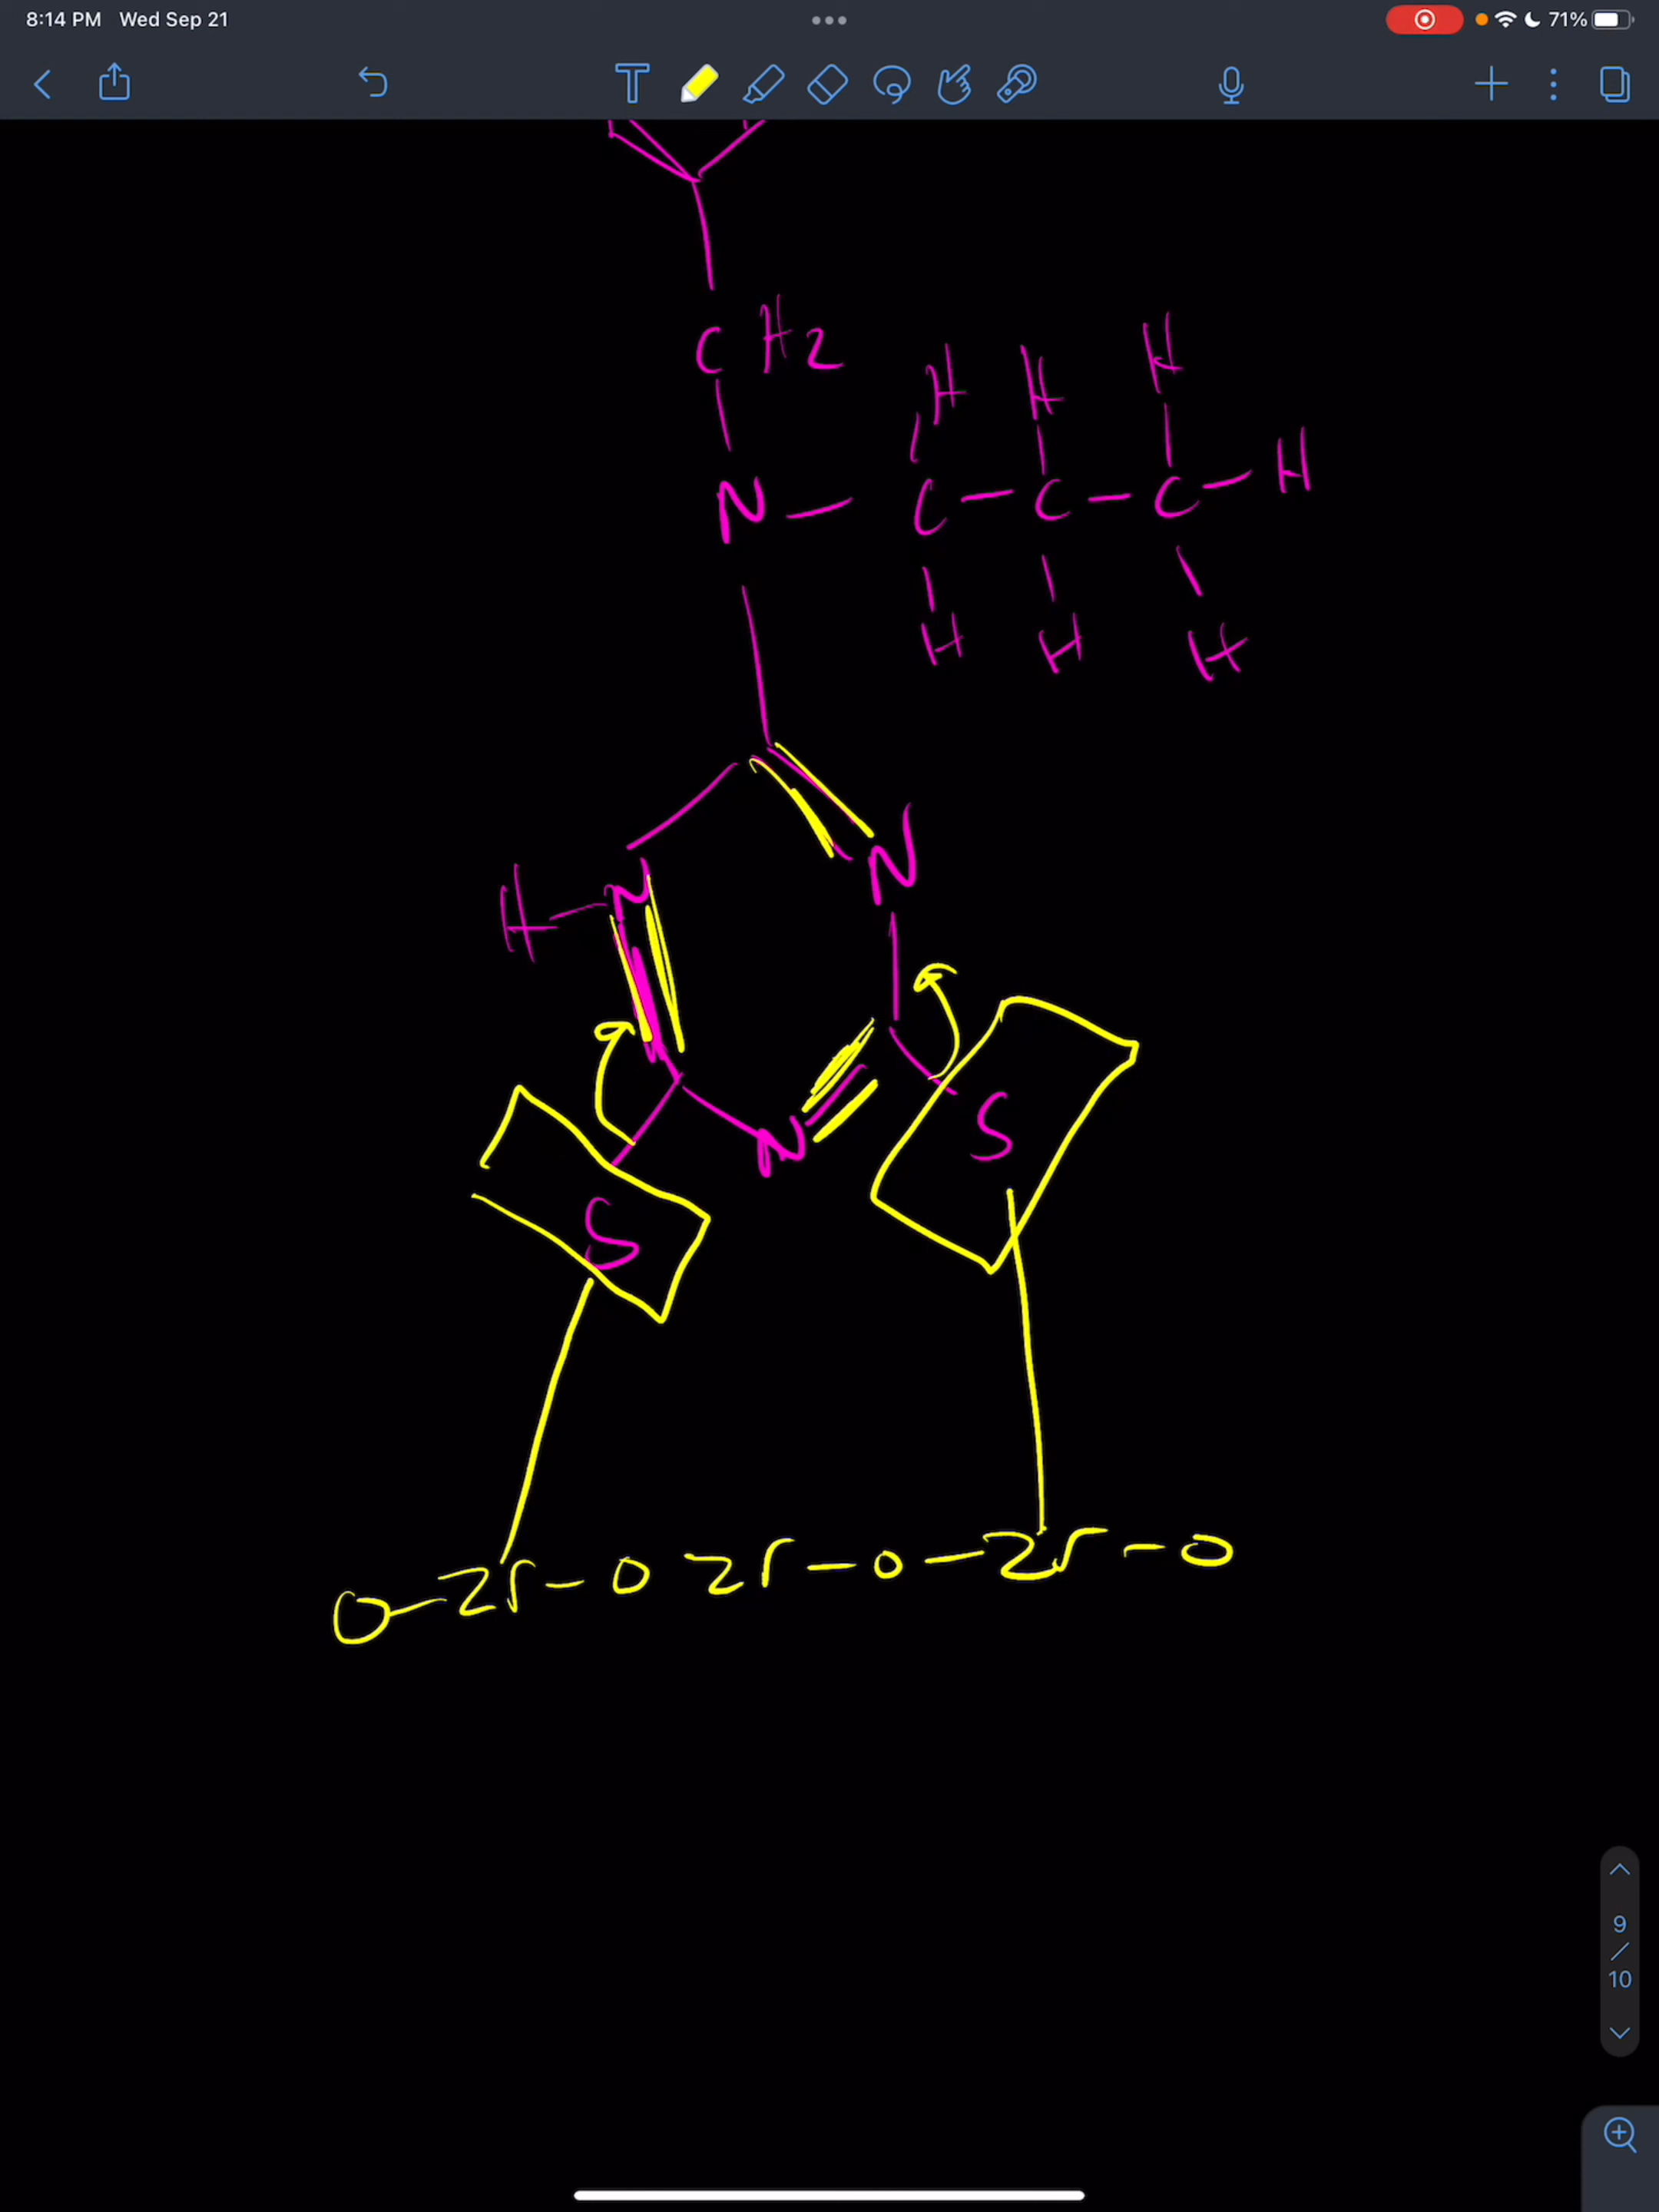 8:14 PM Wed Sep 21
71%
T
CH2
H H H
N - C - C - C - H
H H H
N
H - N
S
N
S
O - Zr - O Zr - O - Zr - O
9
/
10